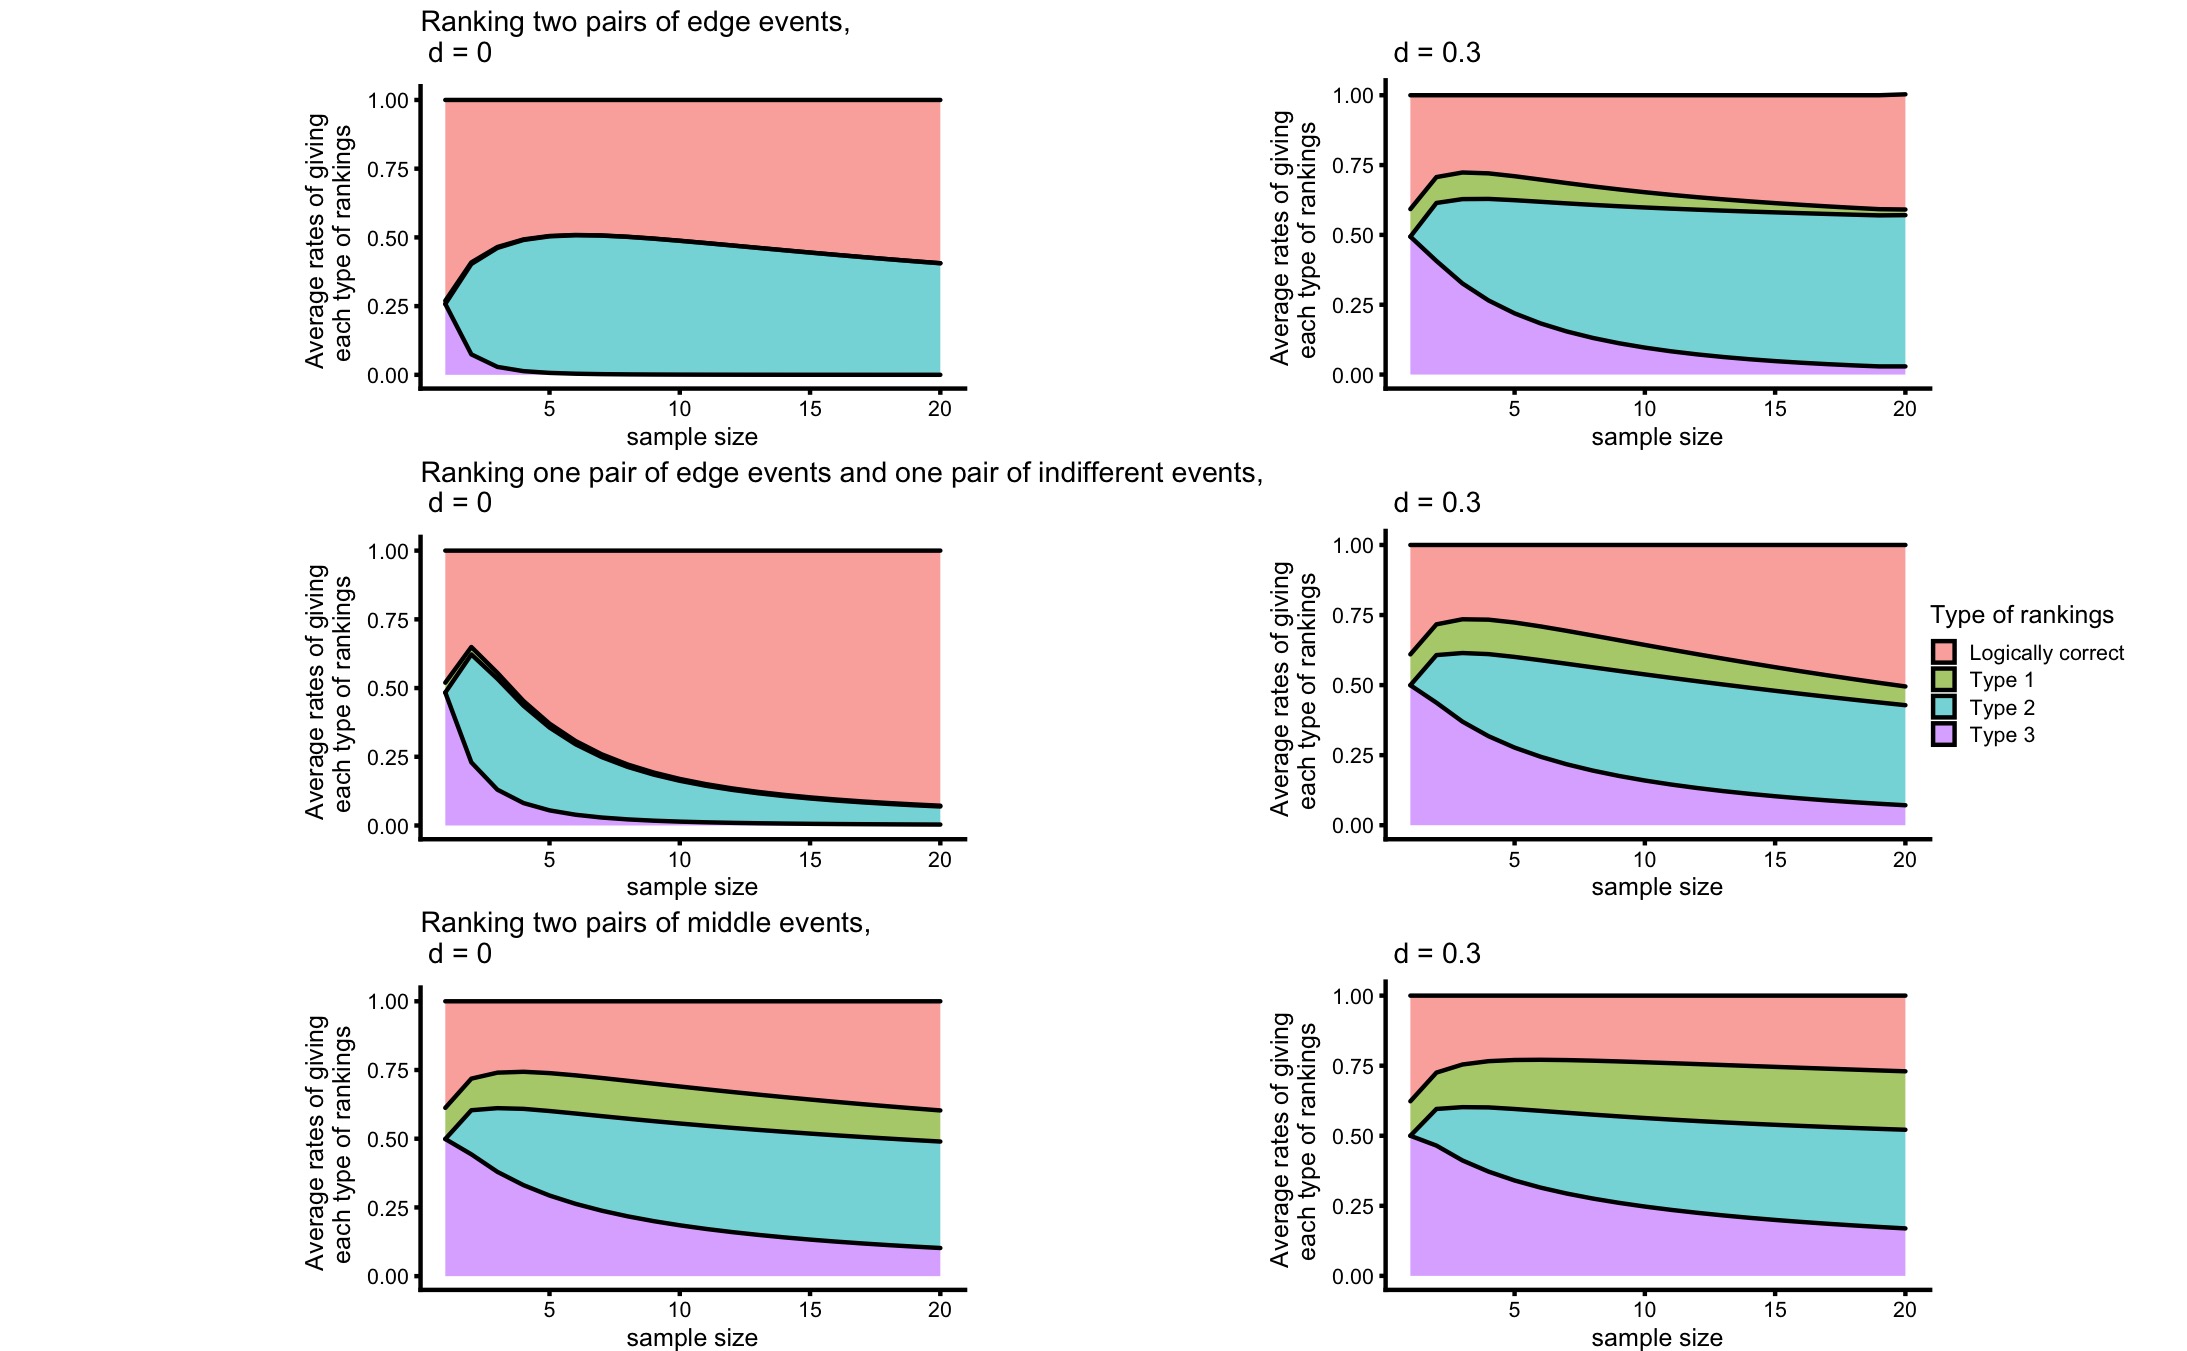 Ranking two pairs of edge events,
d = 0
Average rates of giving
each type of rankings
1.00
0.75
0.50
0.25
0.00
5 10 15 20
sample size
d = 0.3
Average rates of giving
each type of rankings
1.00
0.75
0.50
0.25
0.00
5 10 15 20
sample size
Ranking one pair of edge events and one pair of indifferent events,
d = 0
Average rates of giving
each type of rankings
1.00
0.75
0.50
0.25
0.00
5 10 15 20
sample size
d = 0.3
Average rates of giving
each type of rankings
1.00
0.75
0.50
0.25
0.00
5 10 15 20
sample size
Type of rankings
Logically correct
Type 1
Type 2
Type 3
Ranking two pairs of middle events,
d = 0
Average rates of giving
each type of rankings
1.00
0.75
0.50
0.25
0.00
5 10 15 20
sample size
d = 0.3
Average rates of giving
each type of rankings
1.00
0.75
0.50
0.25
0.00
5 10 15 20
sample size